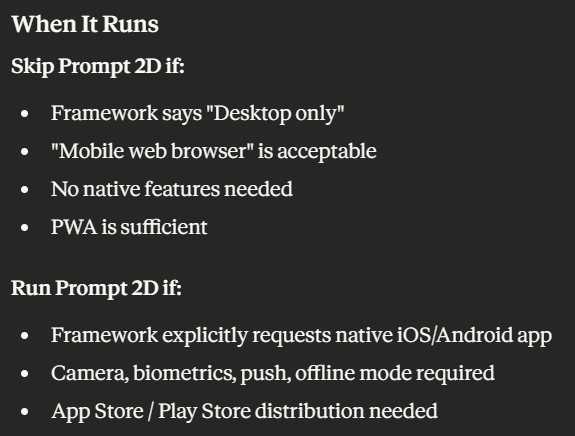 When It Runs
Skip Prompt 2D if:
• Framework says "Desktop only"
• "Mobile web browser" is acceptable
• No native features needed
• PWA is sufficient
Run Prompt 2D if:
• Framework explicitly requests native iOS/Android app
• Camera, biometrics, push, offline mode required
• App Store / Play Store distribution needed